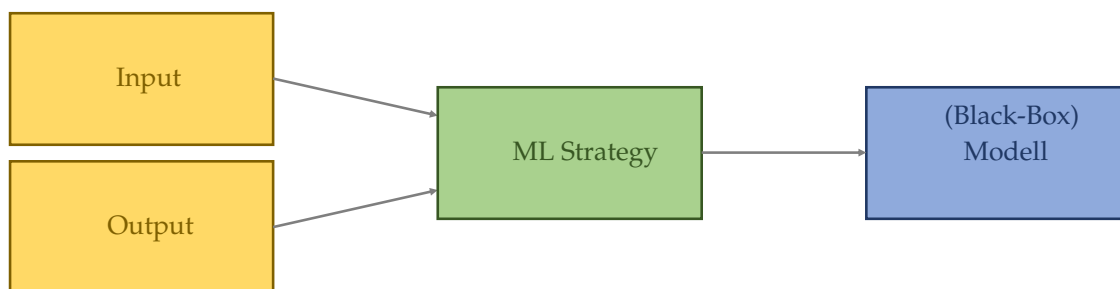 Input
Output
ML Strategy
(Black-Box)
Modell